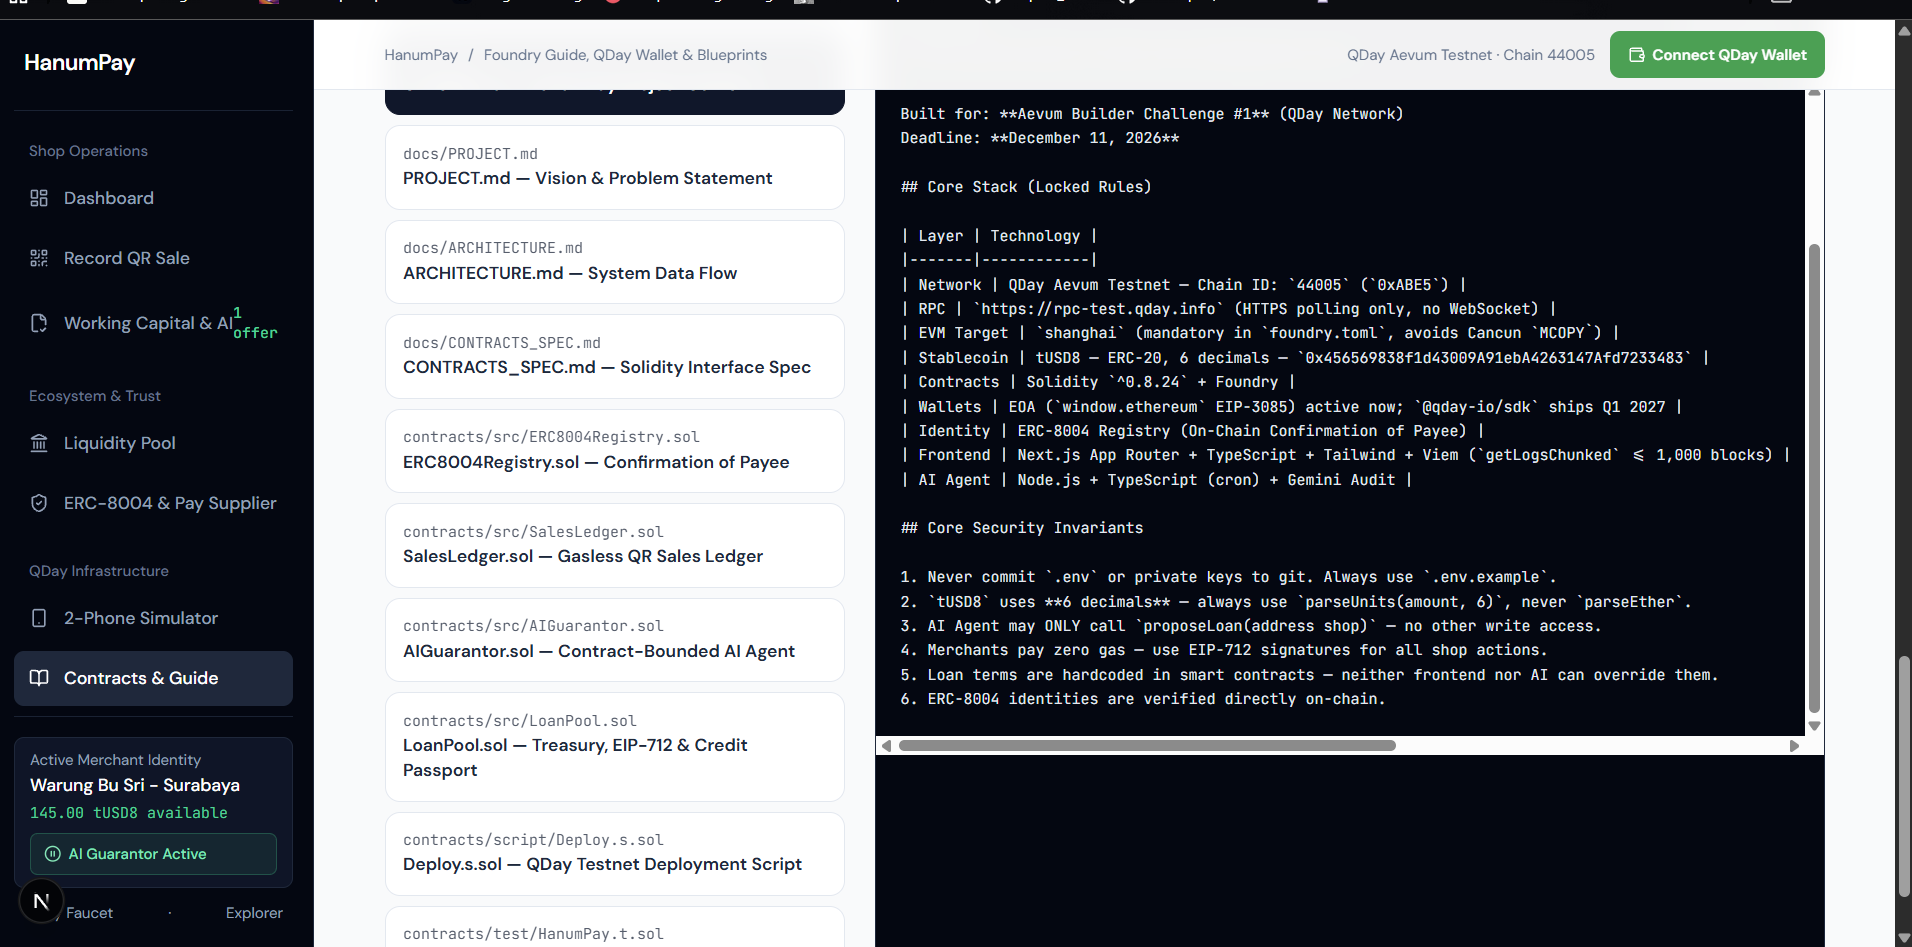 HanumPay
HanumPay / Foundry Guide, QDay Wallet & Blueprints
QDay Aevum Testnet · Chain 44005
Connect QDay Wallet
Shop Operations
Dashboard
Record QR Sale
Working Capital & AI
1 offer
Ecosystem & Trust
Liquidity Pool
ERC-8004 & Pay Supplier
QDay Infrastructure
2-Phone Simulator
Contracts & Guide
Active Merchant Identity
Warung Bu Sri - Surabaya
145.00 tUSD8 available
AI Guarantor Active
N
Faucet
·
Explorer
docs/PROJECT.md
PROJECT.md — Vision & Problem Statement
docs/ARCHITECTURE.md
ARCHITECTURE.md — System Data Flow
docs/CONTRACTS_SPEC.md
CONTRACTS_SPEC.md — Solidity Interface Spec
contracts/src/ERC8004Registry.sol
ERC8004Registry.sol — Confirmation of Payee
contracts/src/SalesLedger.sol
SalesLedger.sol — Gasless QR Sales Ledger
contracts/src/AIGuarantor.sol
AIGuarantor.sol — Contract-Bounded AI Agent
contracts/src/LoanPool.sol
LoanPool.sol — Treasury, EIP-712 & Credit
Passport
contracts/script/Deploy.s.sol
Deploy.s.sol — QDay Testnet Deployment Script
contracts/test/HanumPay.t.sol
Built for: **Aevum Builder Challenge #1** (QDay Network)
Deadline: **December 11, 2026**
## Core Stack (Locked Rules)
| Layer | Technology |
|-------|------------|
| Network | QDay Aevum Testnet — Chain ID: `44005` (`0xABE5`) |
| RPC | `https://rpc-test.qday.info` (HTTPS polling only, no WebSocket) |
| EVM Target | `shanghai` (mandatory in `foundry.toml`, avoids Cancun `MCOPY`) |
| Stablecoin | tUSD8 — ERC-20, 6 decimals — `0x456569838f1d43009A91ebA4263147Afd7233483` |
| Contracts | Solidity `^0.8.24` + Foundry |
| Wallets | EOA (`window.ethereum` EIP-3085) active now; `@qday-io/sdk` ships Q1 2027 |
| Identity | ERC-8004 Registry (On-Chain Confirmation of Payee) |
| Frontend | Next.js App Router + TypeScript + Tailwind + Viem (`getLogsChunked` ≤ 1,000 blocks) |
| AI Agent | Node.js + TypeScript (cron) + Gemini Audit |
## Core Security Invariants
1. Never commit `.env` or private keys to git. Always use `.env.example`.
2. `tUSD8` uses **6 decimals** — always use `parseUnits(amount, 6)`, never `parseEther`.
3. AI Agent may ONLY call `proposeLoan(address shop)` — no other write access.
4. Merchants pay zero gas — use EIP-712 signatures for all shop actions.
5. Loan terms are hardcoded in smart contracts — neither frontend nor AI can override them.
6. ERC-8004 identities are verified directly on-chain.